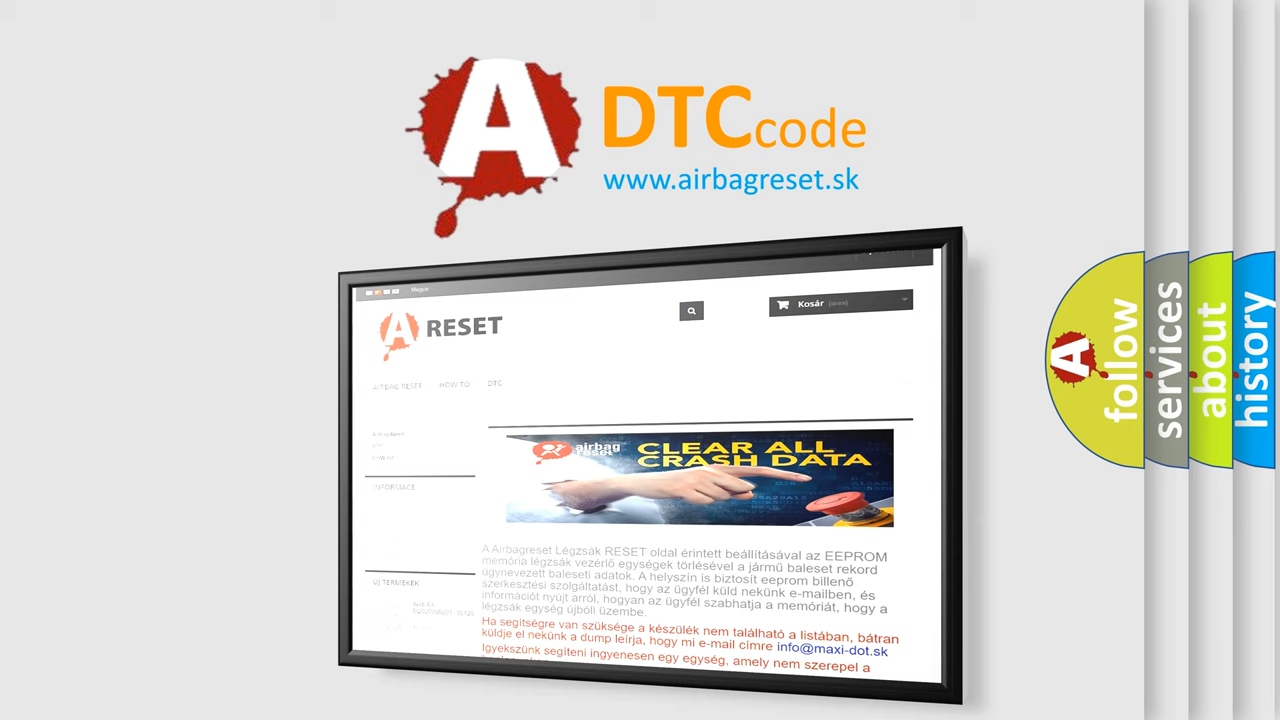 A
DTC code
www.airbagreset.sk
Magyar
A RESET
Kosár (üres)
AIRBAG RESET HOW TO DTC
INFORMACE
ÚJ TERMÉKEK
airbag
reset
CLEAR ALL
CRASH DATA
A Airbagreset Légzsák RESET oldal érintett beállításával az EEPROM
memória légzsák vezérlő egységek törlésével a jármű baleset rekord
úgynevezett baleseti adatok. A helyszín is biztosít eeprom billenő
szerkesztési szolgáltatást, hogy az ügyfél küld nekünk e-mailben, és
információt nyújt arról, hogyan az ügyfél szabhatja a memóriát, hogy a
légzsák egység újbóli üzembe.
Ha segítségre van szüksége a készülék nem található a listában, bátran
küldje el nekünk a dump leírja, hogy mi e-mail címre info@maxi-dot.sk
Igyekszünk segíteni ingyenesen egy egység, amely nem szerepel a
A
follow
services
about
history